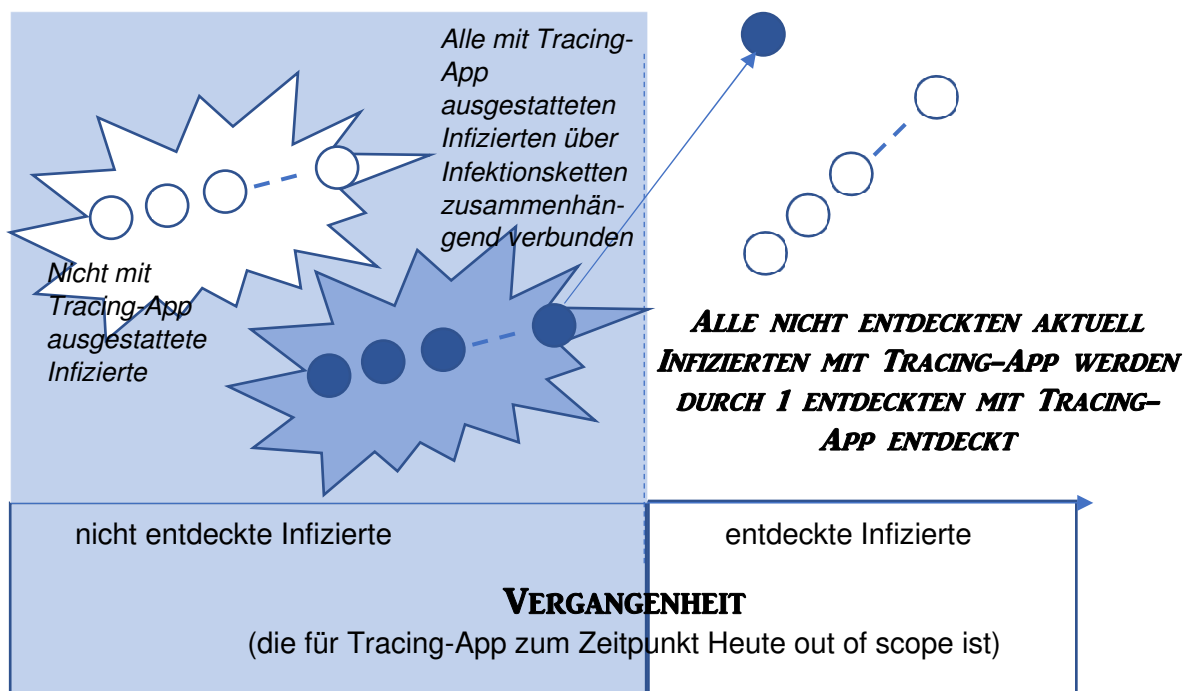 Alle mit Tracing-
App
ausgestatteten
Infizierten über
Infektionsketten
zusammenhän-
gend verbunden
Nicht mit
Tracing-App
ausgestattete
Infizierte
ALLE NICHT ENTDECKTEN AKTUELL
INFIZIERTEN MIT TRACING-APP WERDEN
DURCH 1 ENTDECKTEN MIT TRACING-
APP ENTDECKT
nicht entdeckte Infizierte
entdeckte Infizierte
VERGANGENHEIT
(die für Tracing-App zum Zeitpunkt Heute out of scope ist)